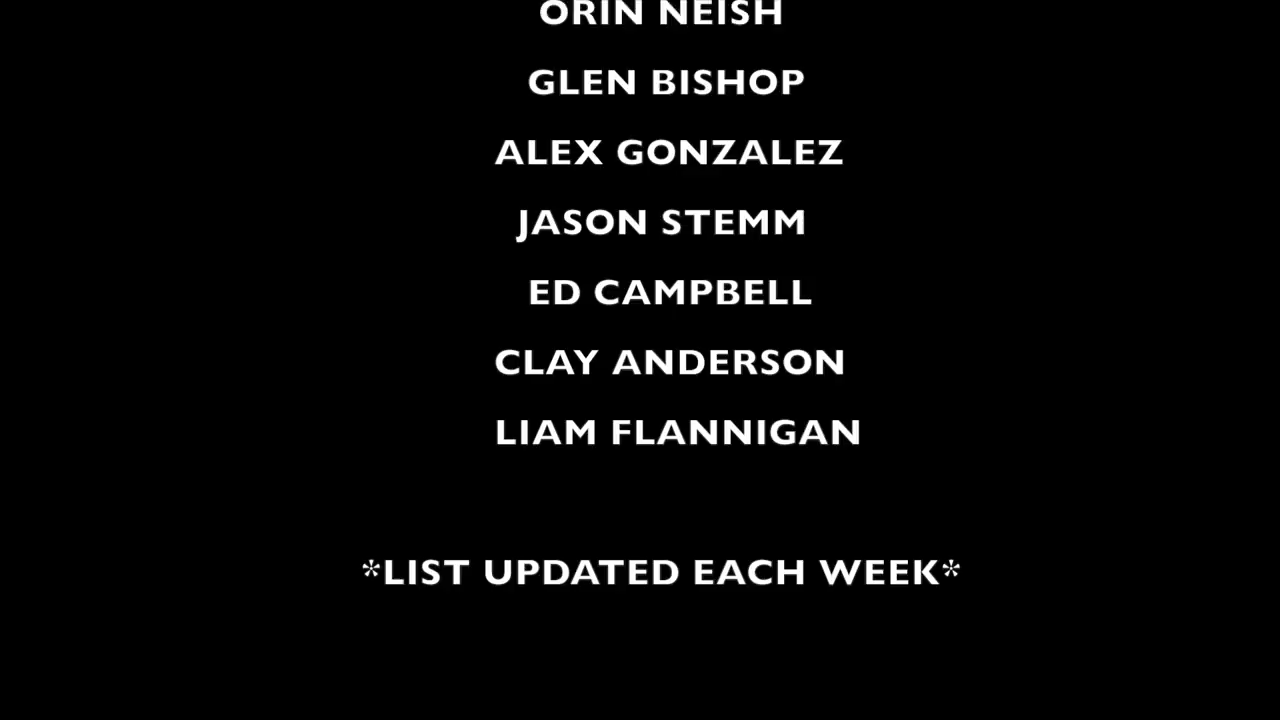 ORIN NEISH
GLEN BISHOP
ALEX GONZALEZ
JASON STEMM
ED CAMPBELL
CLAY ANDERSON
LIAM FLANNIGAN
*LIST UPDATED EACH WEEK*